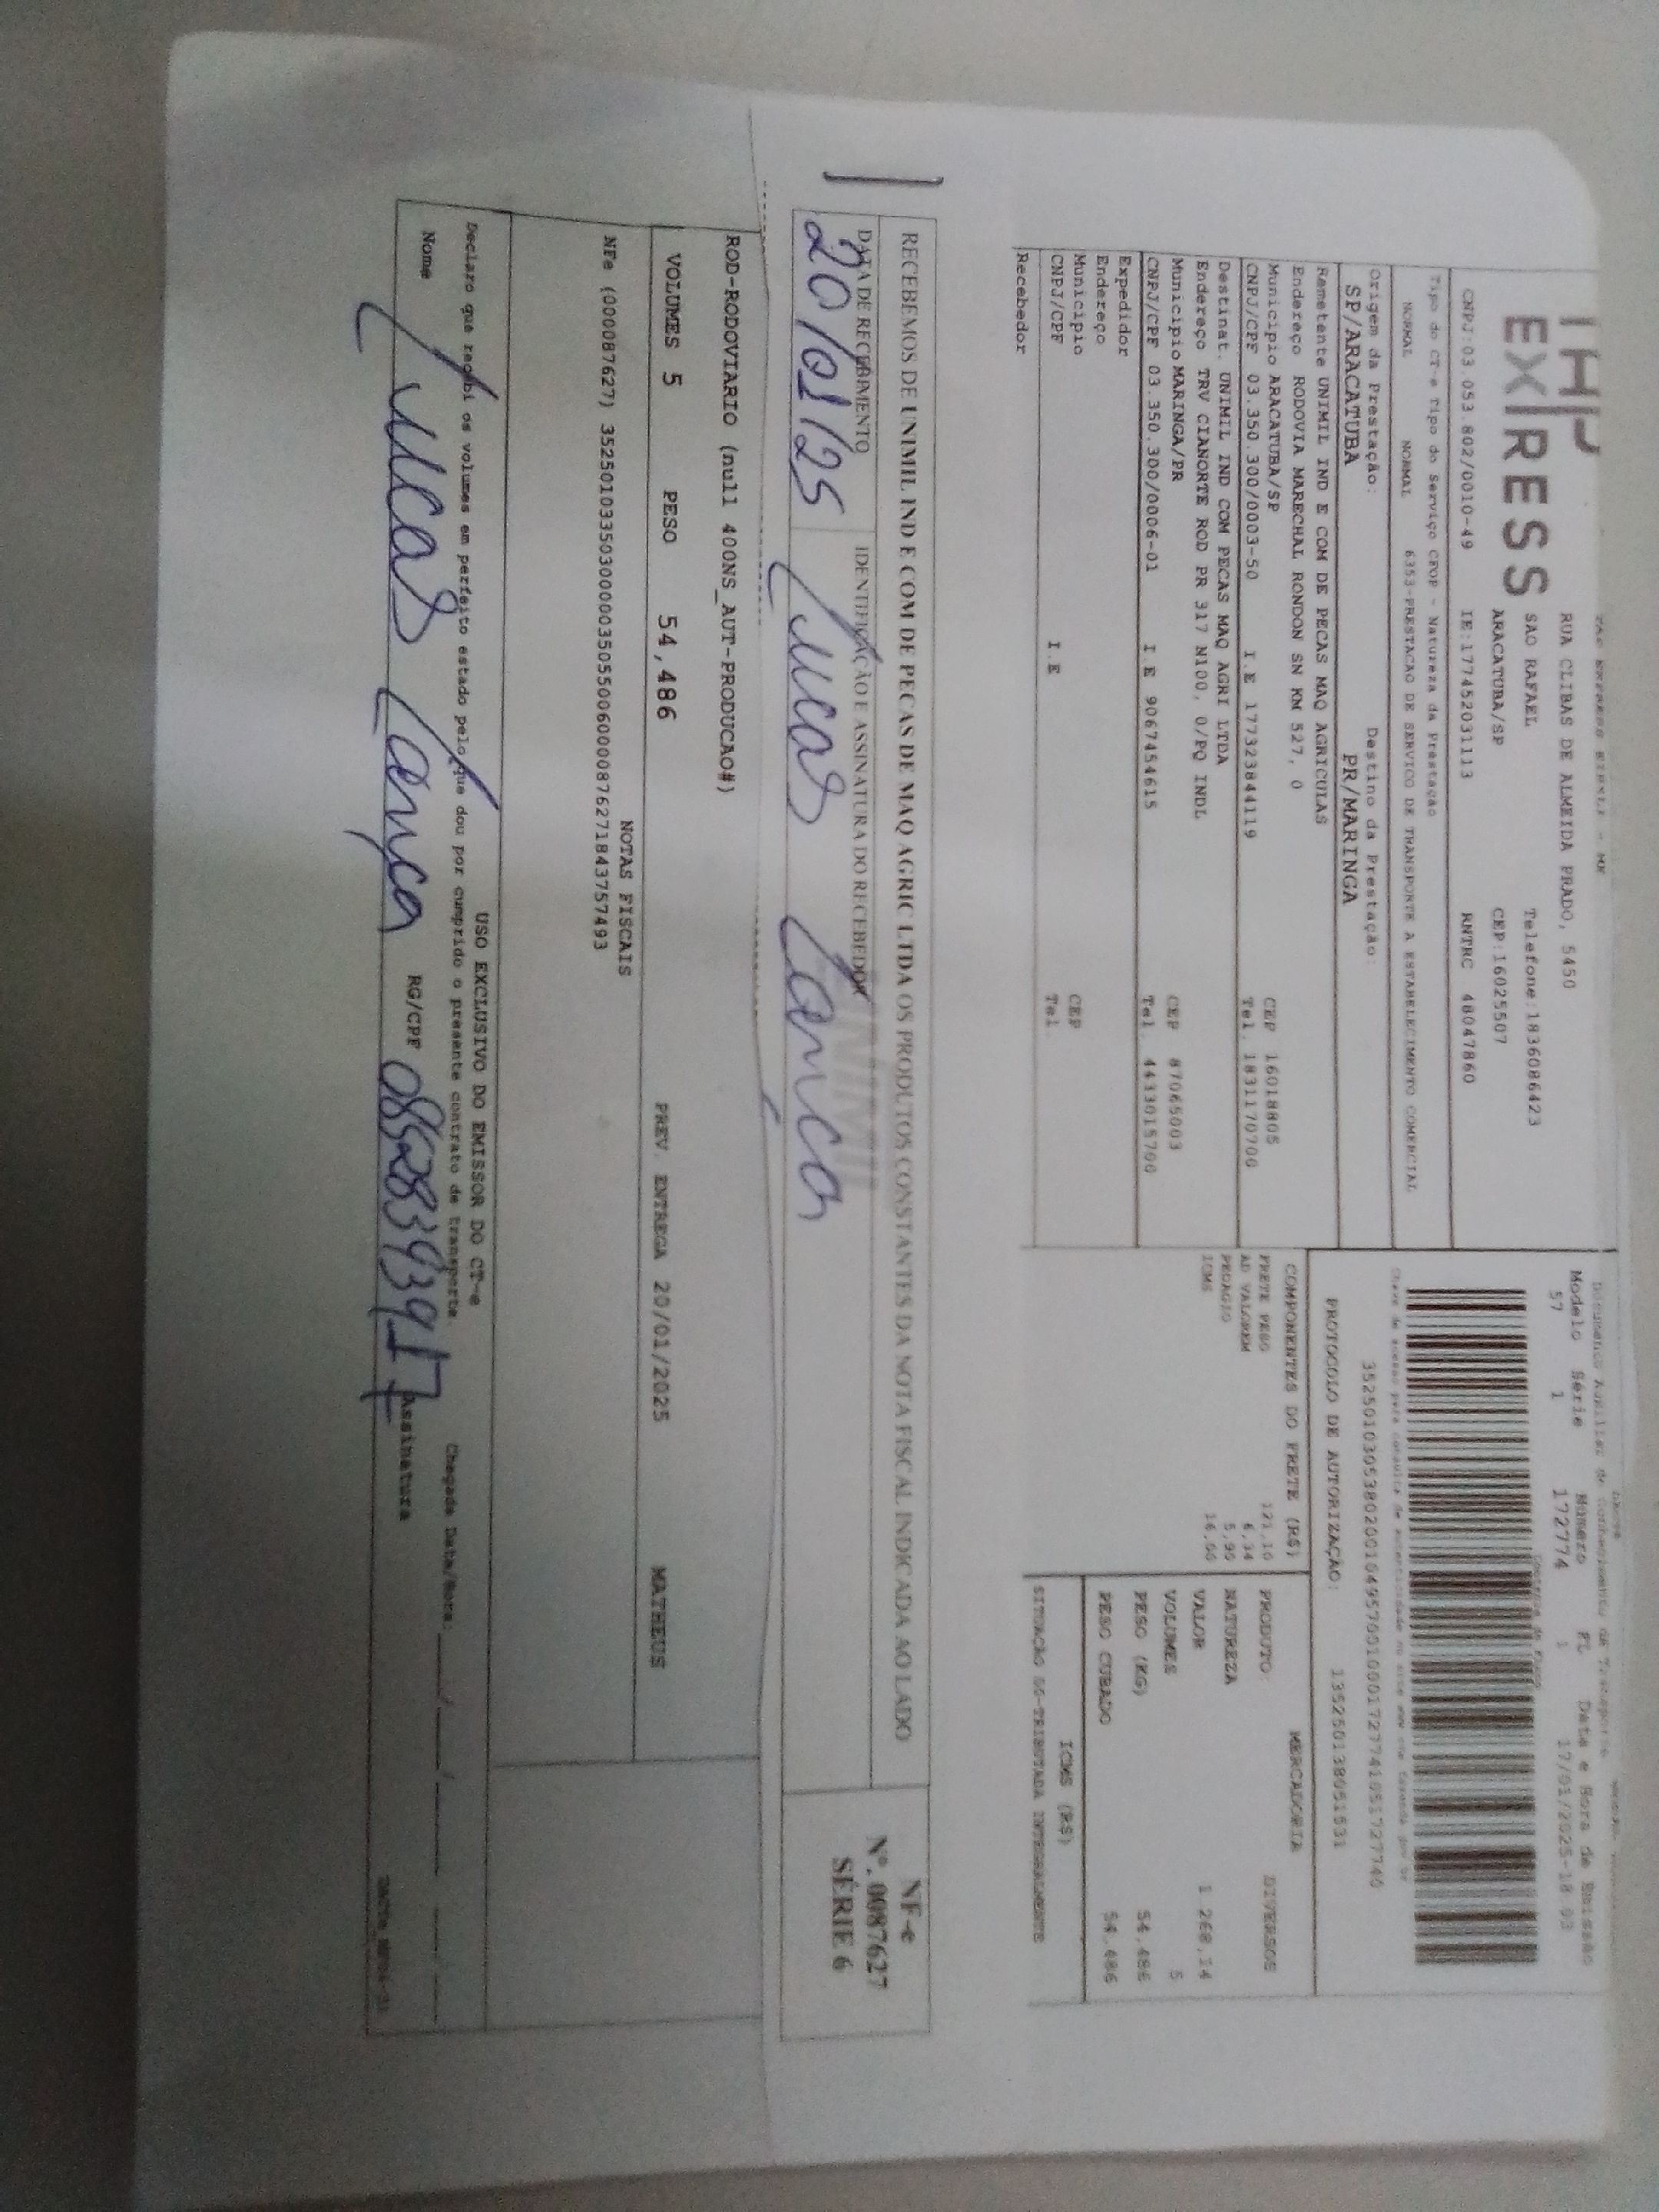 EXPRESS
RUA CLIBAS DE ALMEIDA PRADO, 5450
SAO RAFAEL Telefone:1836086423
ARACATUBA/SP CEP:16025507
CNPJ:03.053.802/0010-49 IE:177452031113 RNTRC 48047860
Tipo do CT-e Tipo do Serviço CFOP - Natureza da Prestação
NORMAL NORMAL 6353-PRESTACAO DE SERVICO DE TRANSPORTE A ESTABELECIMENTO COMERCIAL
Origem da Prestação: Destino da Prestação:
SP/ARACATUBA PR/MARINGA
Remetente UNIMIL IND E COM DE PECAS MAQ AGRICULAS
Endereço RODOVIA MARECHAL RONDON SN KM 527, 0
Municipio ARACATUBA/SP CEP 16018805
CNPJ/CPF 03.350.300/0003-50 I.E 177323844119 Tel. 1831170700
Destinat. UNIMIL IND COM PECAS MAQ AGRI LTDA
Endereço TRV CIANORTE ROD PR 317 N100, 0/PQ INDL
Municipio MARINGA/PR CEP 87065003
CNPJ/CPF 03.350.300/0006-01 I.E 9067454615 Tel. 4433015700
Expedidor
Endereço
Municipio CEP
CNPJ/CPF I.E Tel
Recebedor
Modelo Série Número FL Data e Hora de Emissão
57 1 172774 1 17/01/2025-18:03
PROTOCOLO DE AUTORIZAÇÃO: 135250138051531
COMPONENTES DO FRETE (R$)
FRETE PESO 121,10
AD VALOREM 6,34
PEDAGIO 5,90
ICMS 16,00
MERCADORIA
PRODUTO DIVERSOS
NATUREZA
VALOR 1.268,14
VOLUMES 5
PESO (KG) 54,486
PESO CUBADO 54,486
ICMS (R$)
RECEBEMOS DE UNIMIL IND E COM DE PECAS DE MAQ AGRIC LTDA OS PRODUTOS CONSTANTES DA NOTA FISCAL INDICADA AO LADO
DATA DE RECEBIMENTO IDENTIFICAÇÃO E ASSINATURA DO RECEBEDOR
20/01/25 Lucas
NF-e
Nº. 0087627
SÉRIE 6
ROD-RODOVIARIO (null 400NS_AUT-PRODUCAO#)
VOLUMES 5 PESO 54,486 PREV. ENTREGA 20/01/2025 MATHEUS
NOTAS FISCAIS
NFe (000087627) 35250103350300000350550060000876271843757493
USO EXCLUSIVO DO EMISSOR DO CT-e
Declaro que recebi os volumes em perfeito estado pelo que dou por cumprido o presente contrato de transporte. Chegada Data/Hora:
Nome Lucas RG/CPF Assinatura